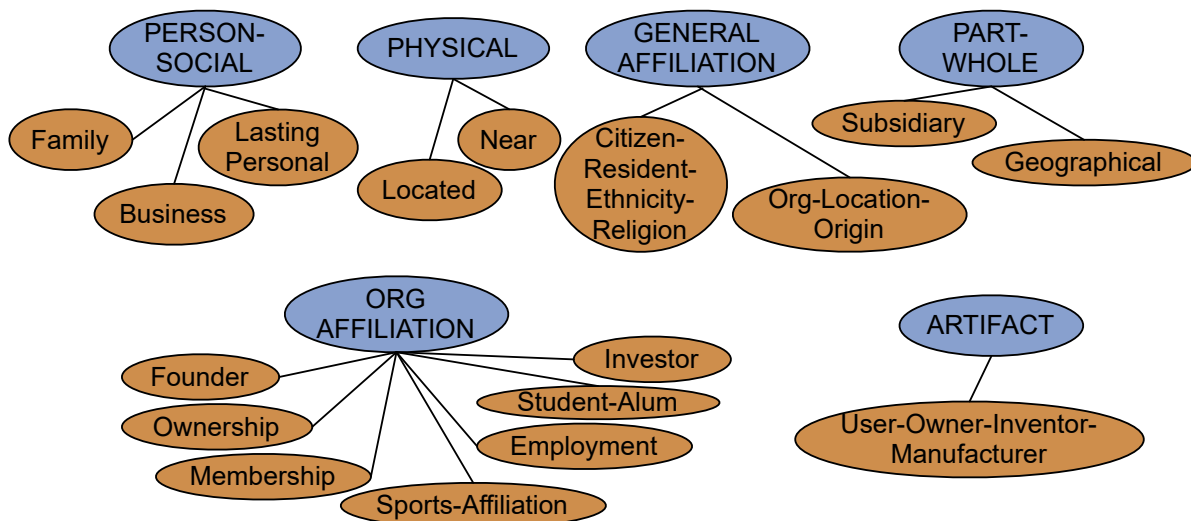 PERSON-
SOCIAL
PHYSICAL
GENERAL
AFFILIATION
PART-
WHOLE
Family
Lasting
Personal
Business
Near
Located
Citizen-
Resident-
Ethnicity-
Religion
Org-Location-
Origin
Subsidiary
Geographical
ORG
AFFILIATION
ARTIFACT
Founder
Ownership
Membership
Sports-Affiliation
Employment
Student-Alum
Investor
User-Owner-Inventor-
Manufacturer